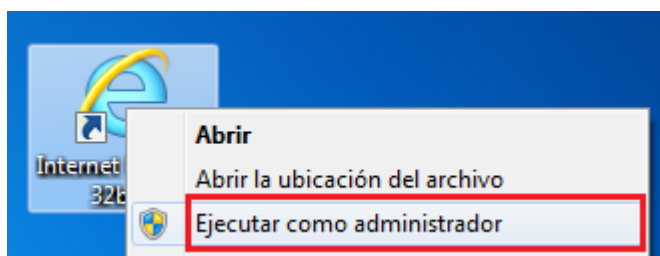 Internet
32b
Abrir
Abrir la ubicación del archivo
Ejecutar como administrador